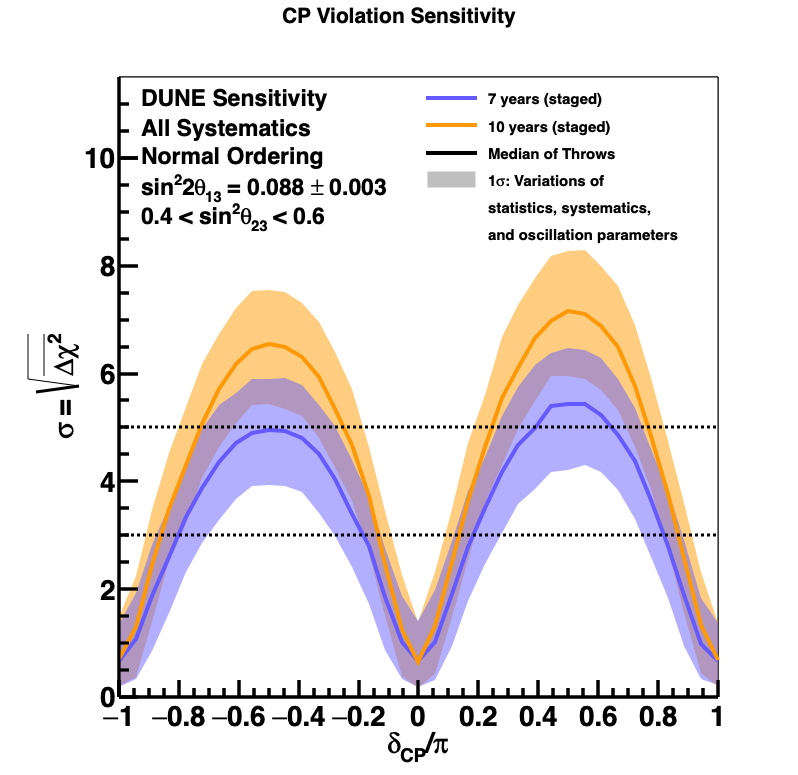 CP Violation Sensitivity
DUNE Sensitivity
All Systematics
Normal Ordering
sin²2θ₁₃ = 0.088 ± 0.003
0.4 < sin²θ₂₃ < 0.6
7 years (staged)
10 years (staged)
Median of Throws
1σ: Variations of
statistics, systematics,
and oscillation parameters
σ = √Δχ²
10
8
6
4
2
0
−1 −0.8 −0.6 −0.4 −0.2 0 0.2 0.4 0.6 0.8 1
δCP/π